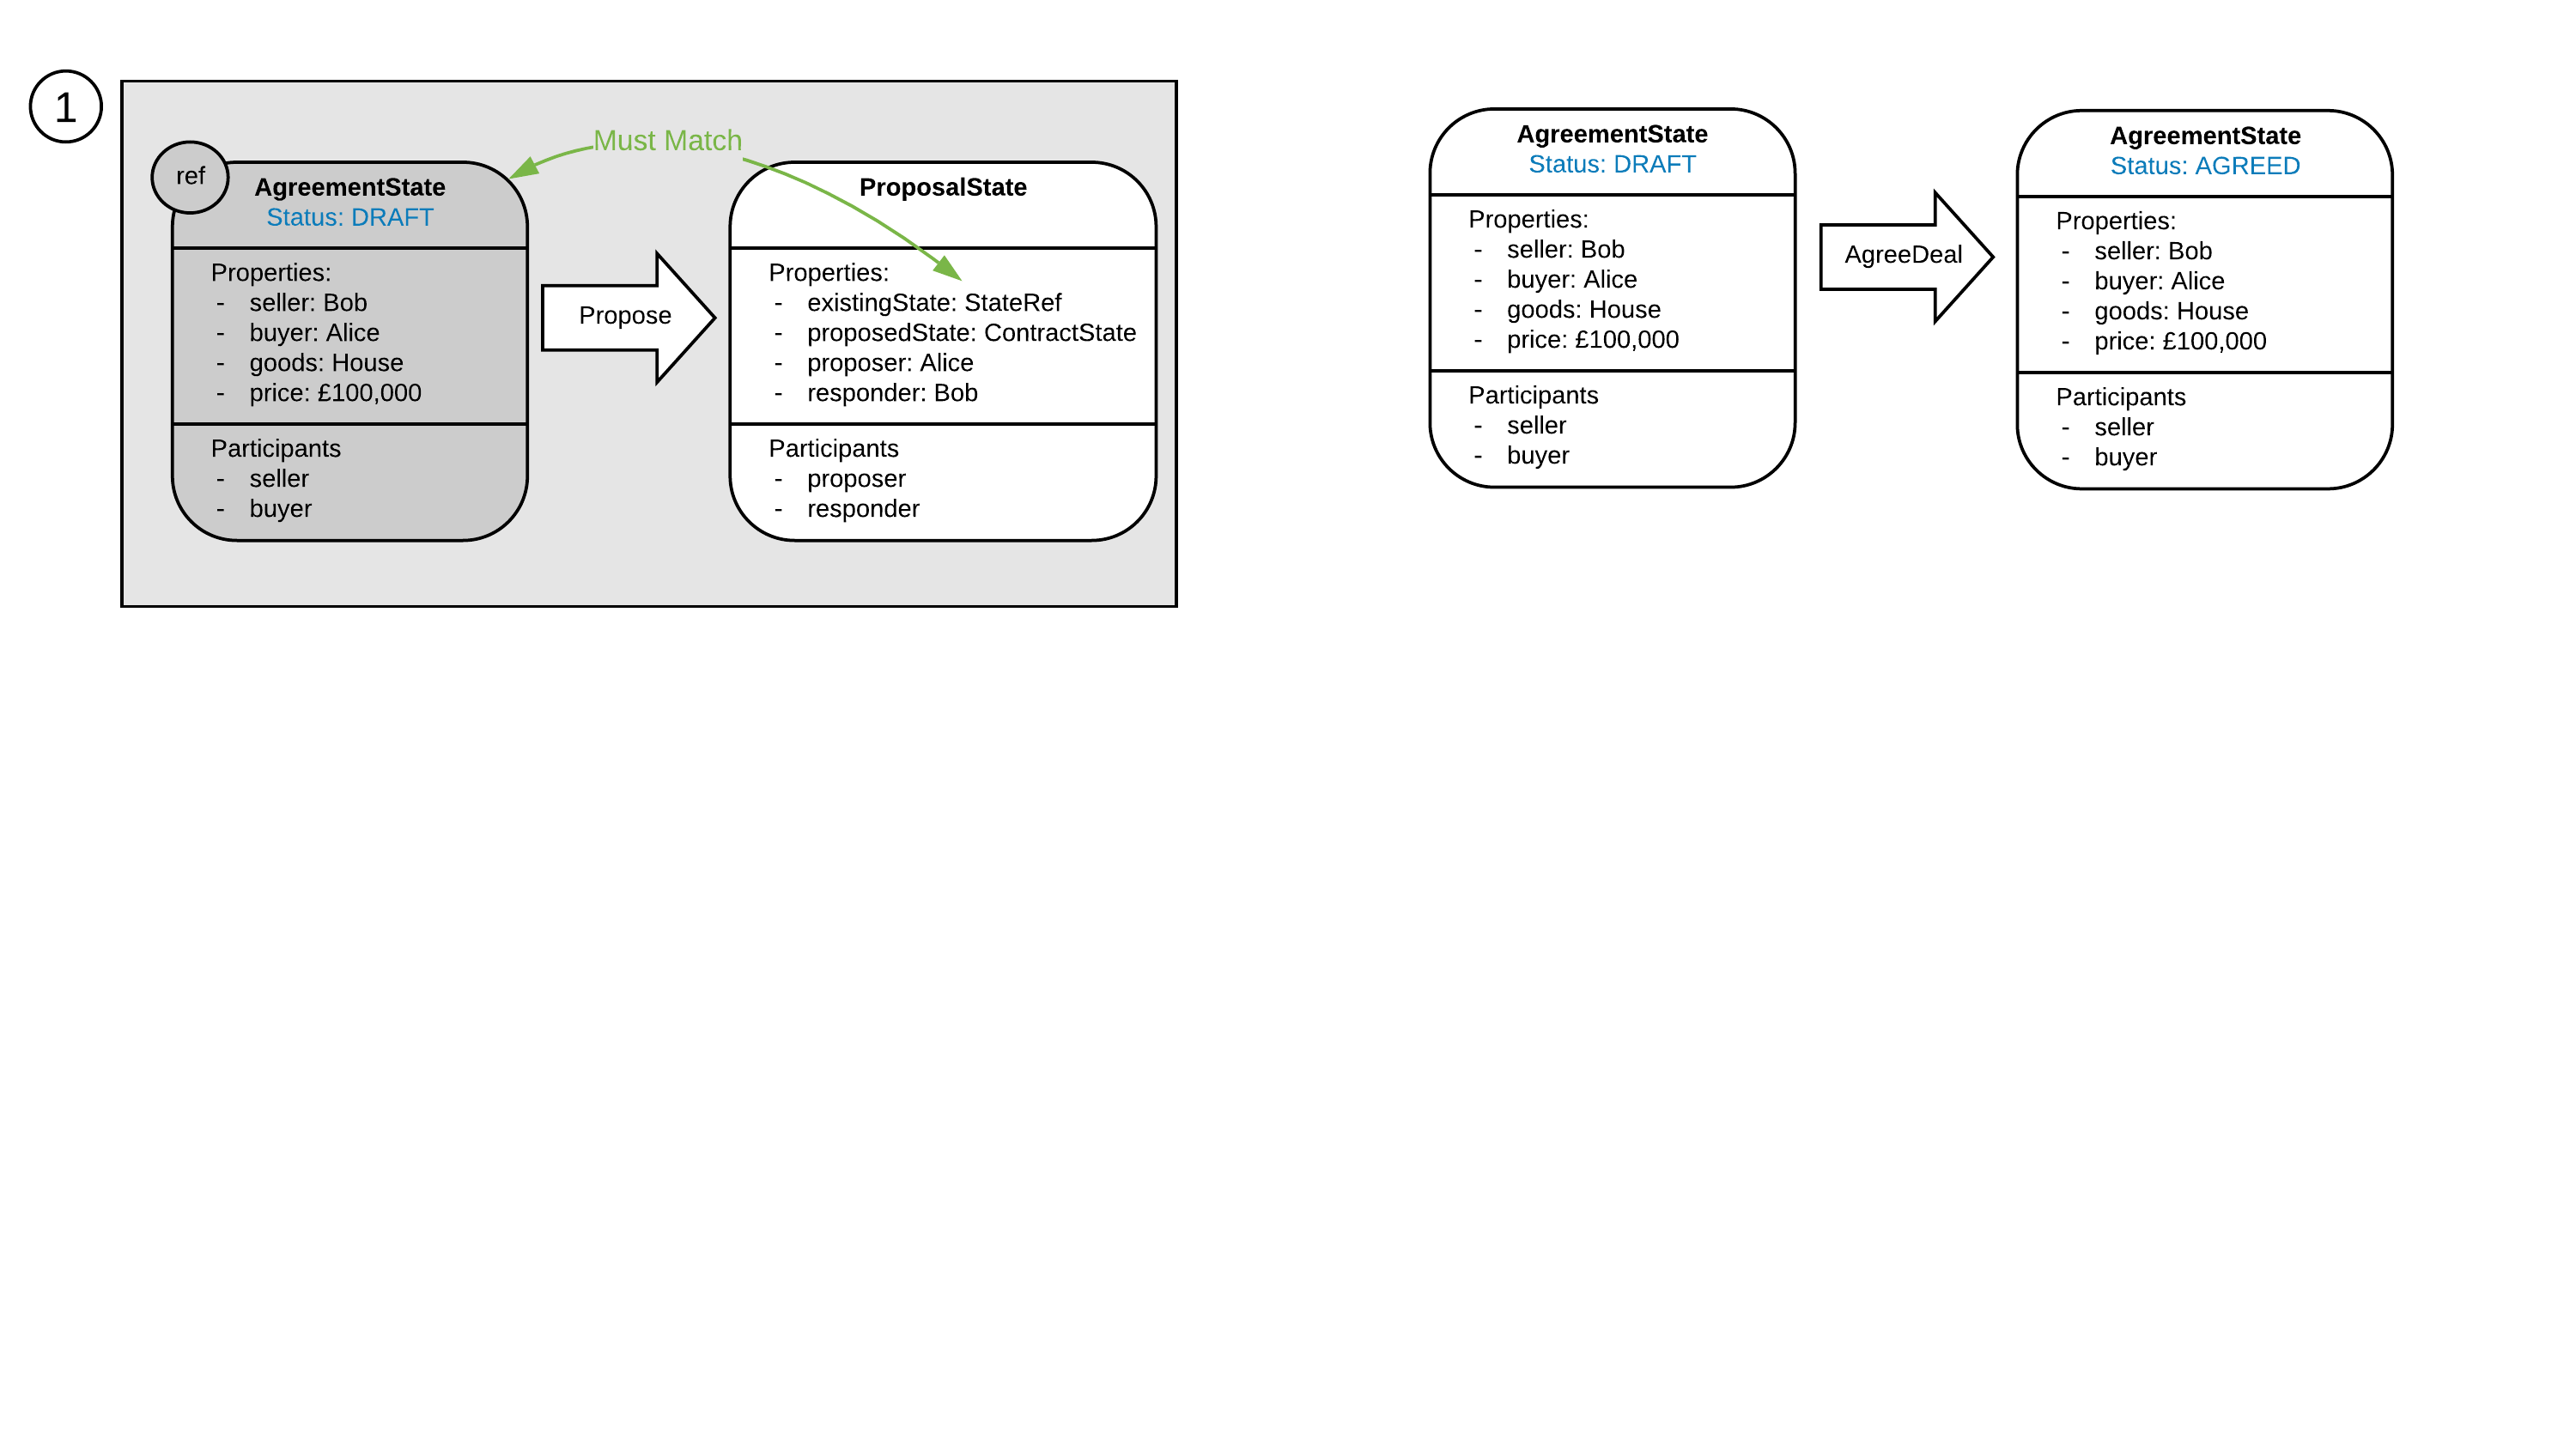 1
Must Match
ref
AgreementState
Status: DRAFT
Properties:
- seller: Bob
- buyer: Alice
- goods: House
- price: £100,000
Participants
- seller
- buyer
Propose
ProposalState
Properties:
- existingState: StateRef
- proposedState: ContractState
- proposer: Alice
- responder: Bob
Participants
- proposer
- responder
AgreementState
Status: DRAFT
Properties:
- seller: Bob
- buyer: Alice
- goods: House
- price: £100,000
Participants
- seller
- buyer
AgreeDeal
AgreementState
Status: AGREED
Properties:
- seller: Bob
- buyer: Alice
- goods: House
- price: £100,000
Participants
- seller
- buyer